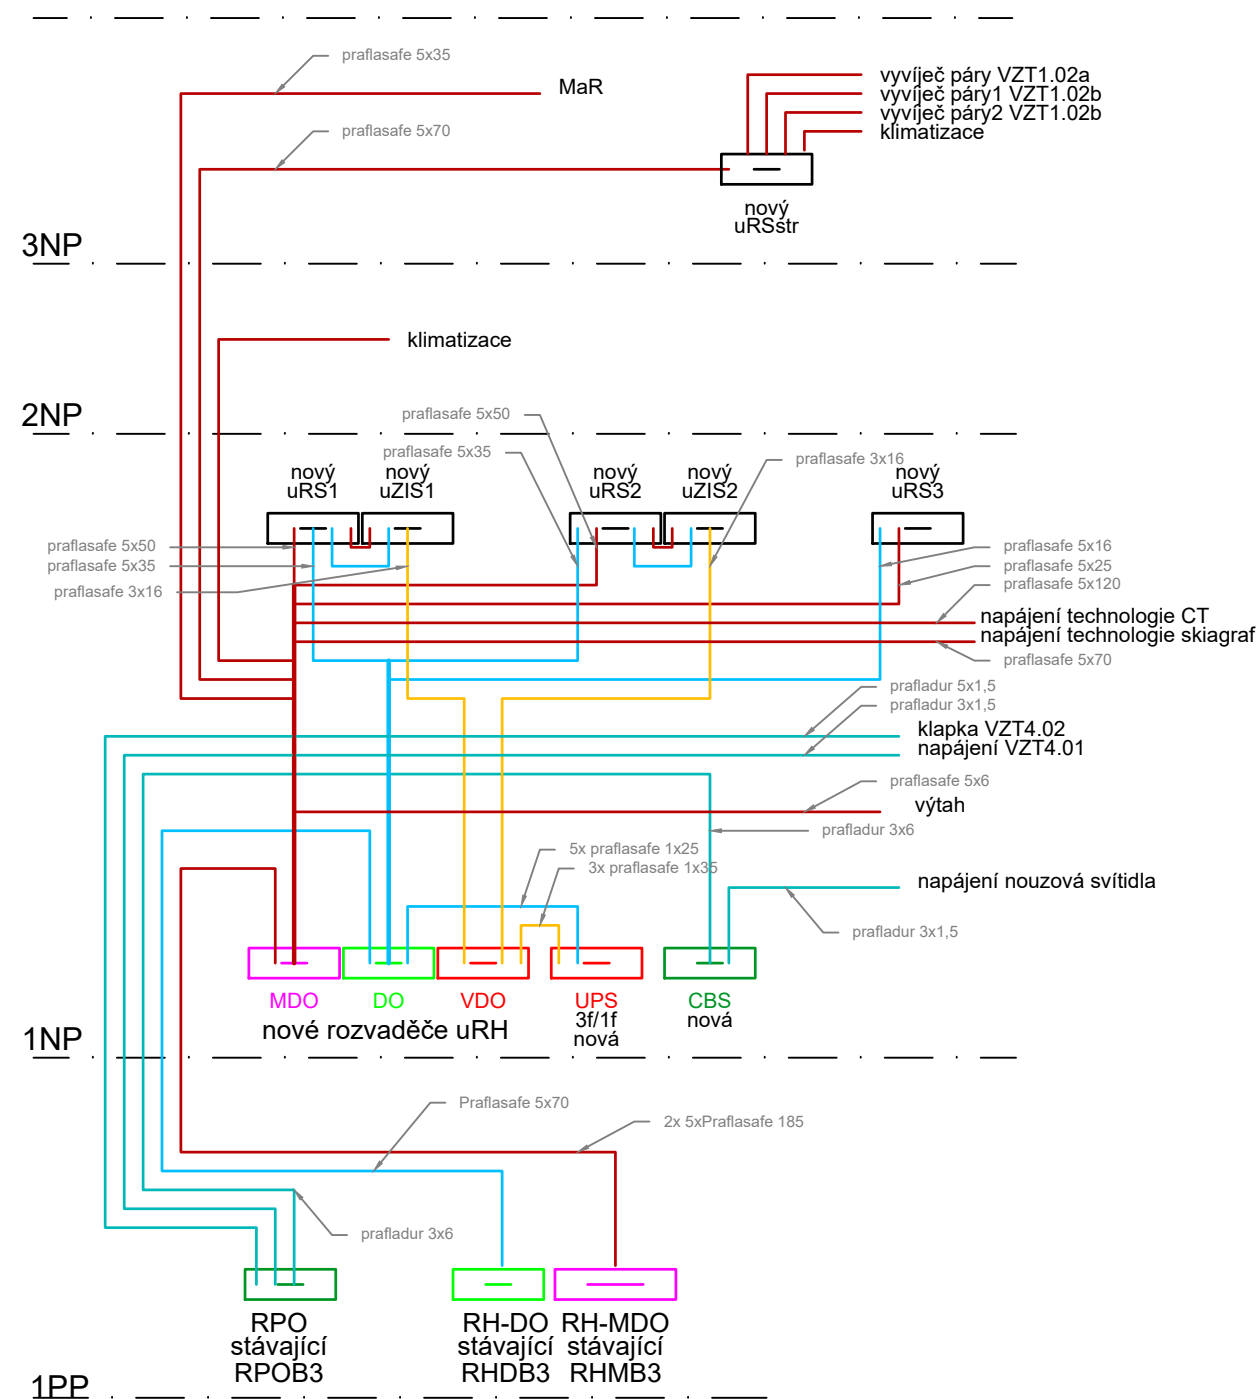 praflasafe 5x35
MaR
vyvíječ páry VZT1.02a
vyvíječ páry1 VZT1.02b
vyvíječ páry2 VZT1.02b
klimatizace
praflasafe 5x70
nový
uRSstr
3NP
klimatizace
2NP
praflasafe 5x50
praflasafe 5x35
praflasafe 3x16
nový
uRS1
nový
uZIS1
nový
uRS2
nový
uZIS2
nový
uRS3
praflasafe 5x50
praflasafe 5x35
praflasafe 3x16
praflasafe 5x16
praflasafe 5x25
praflasafe 5x120
napájení technologie CT
napájení technologie skiagraf
praflasafe 5x70
prafladur 5x1,5
prafladur 3x1,5
klapka VZT4.02
napájení VZT4.01
praflasafe 5x6
výtah
prafladur 3x6
5x praflasafe 1x25
3x praflasafe 1x35
napájení nouzová svítidla
prafladur 3x1,5
MDO
DO
VDO
UPS
3f/1f
nová
CBS
nová
nové rozvaděče uRH
1NP
Praflasafe 5x70
2x 5xPraflasafe 185
prafladur 3x6
RPO
stávající
RPOB3
RH-DO
stávající
RHDB3
RH-MDO
stávající
RHMB3
1PP